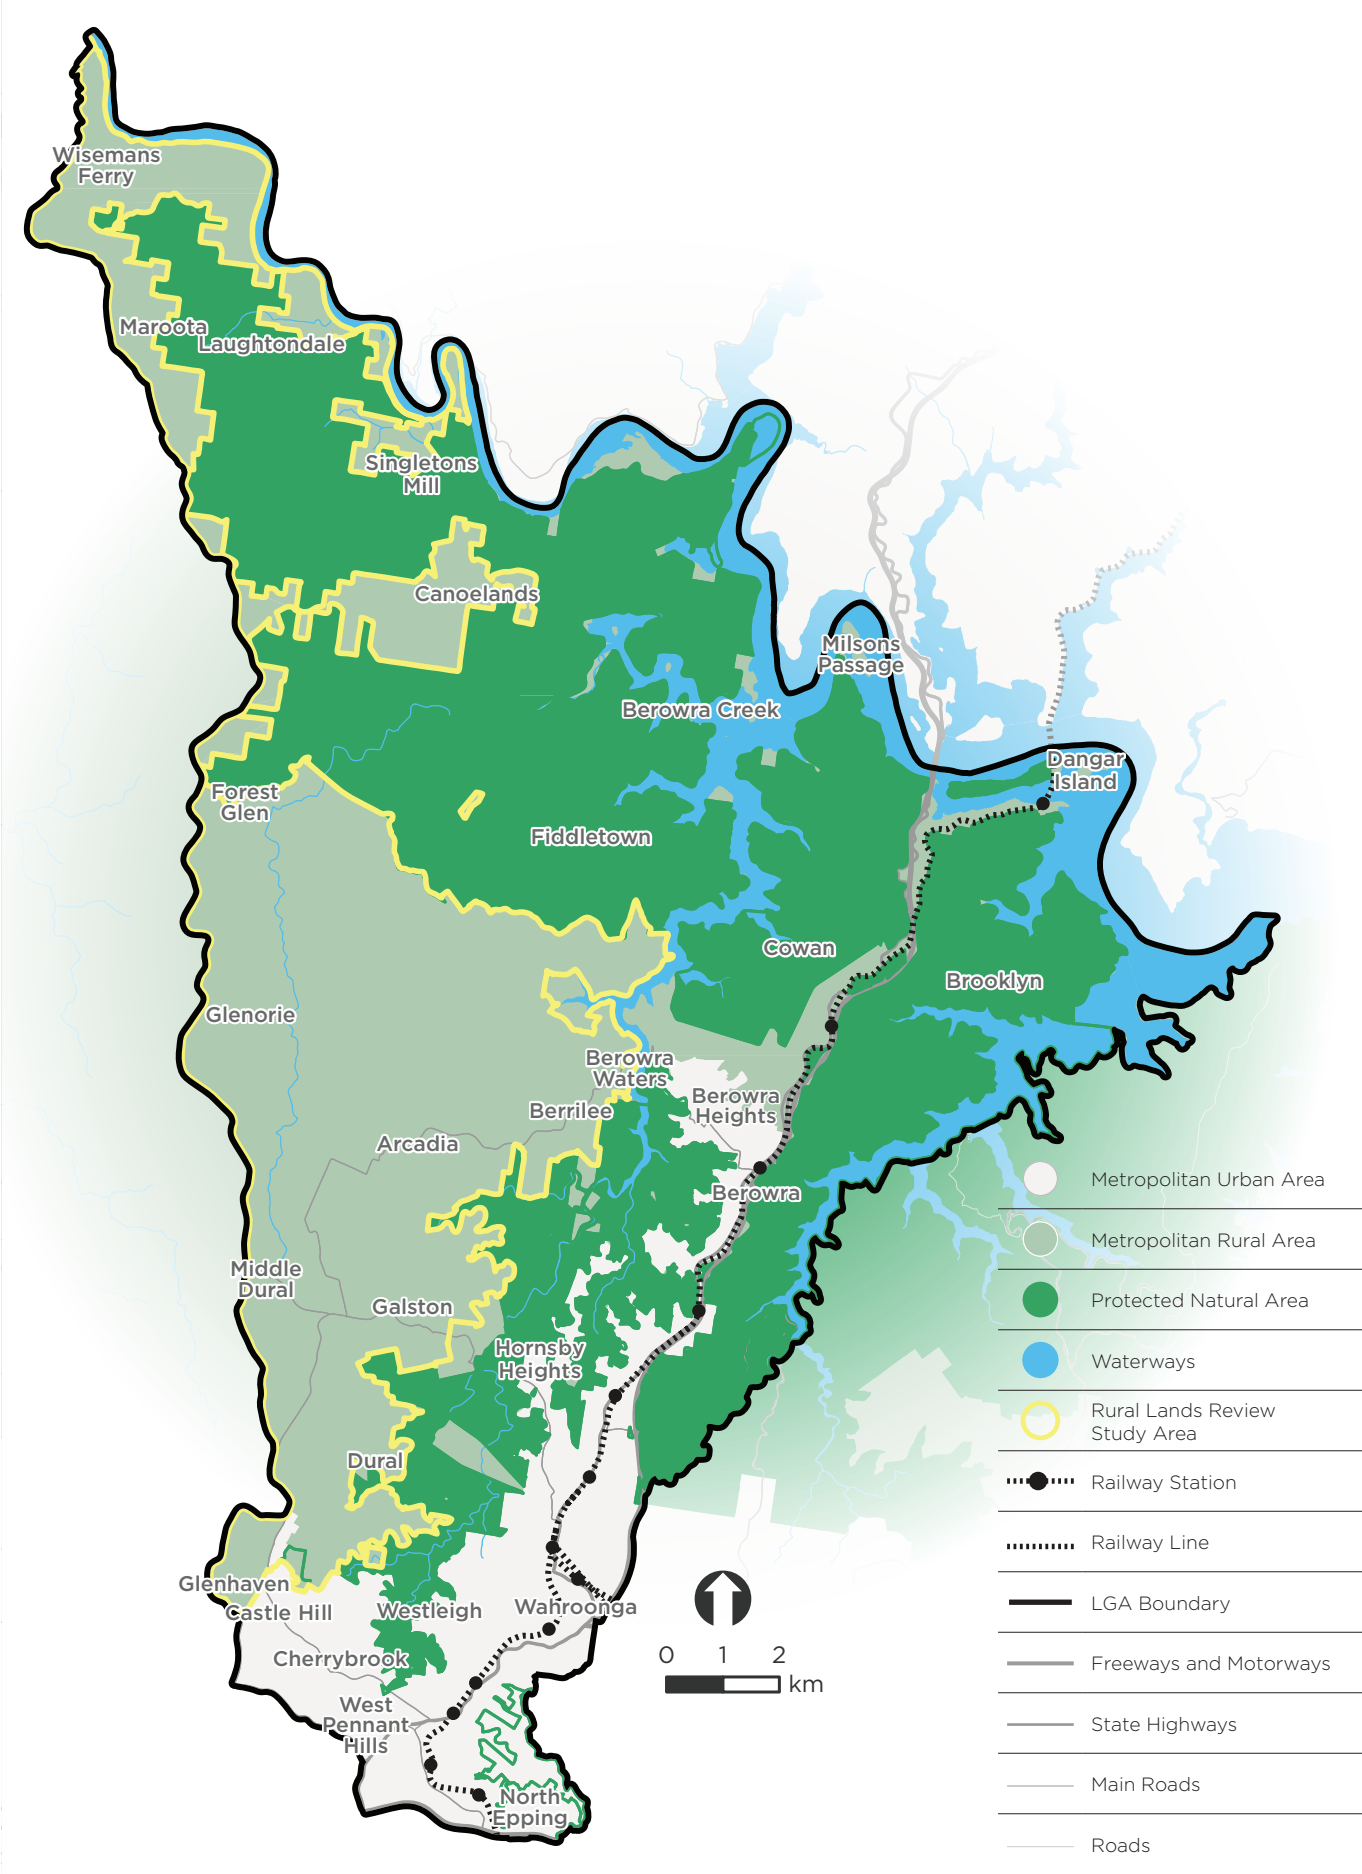 Wisemans
Ferry
Maroota
Laughtondale
Singletons
Mill
Canoelands
Milsons
Passage
Berowra Creek
Dangar
Island
Forest
Glen
Fiddletown
Cowan
Brooklyn
Glenorie
Berowra
Waters
Berowra
Heights
Berrilee
Arcadia
Berowra
Middle
Dural
Galston
Hornsby
Heights
Dural
Glenhaven
Castle Hill
Westleigh
Wahroonga
Cherrybrook
West
Pennant
Hills
North
Epping
0 1 2
km
Metropolitan Urban Area
Metropolitan Rural Area
Protected Natural Area
Waterways
Rural Lands Review
Study Area
Railway Station
Railway Line
LGA Boundary
Freeways and Motorways
State Highways
Main Roads
Roads